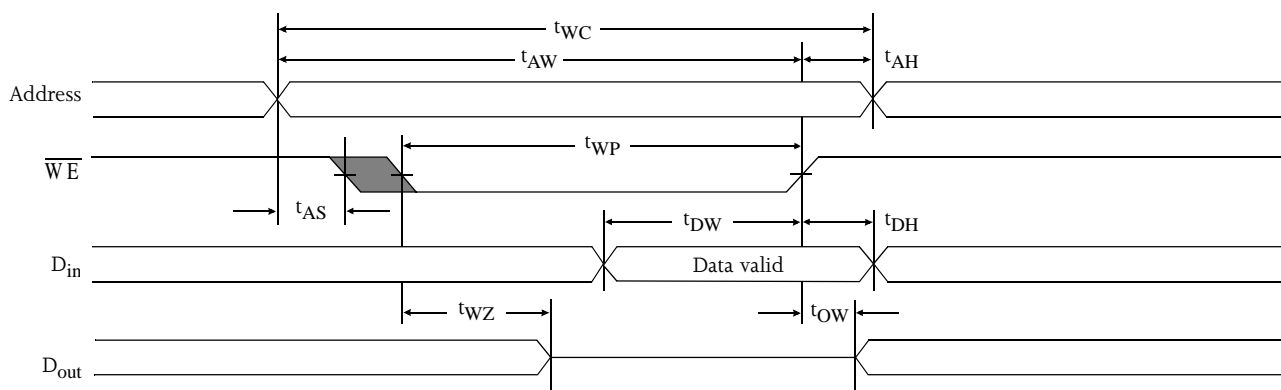 tWC
tAW
tAH
Address
tWP
WE
tAS
tDW
tDH
Din
Data valid
tWZ
tOW
Dout